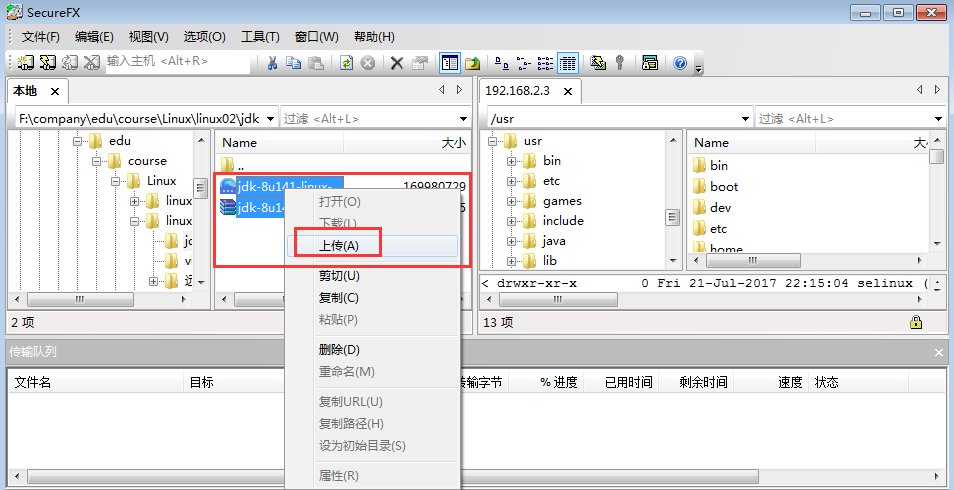 SecureFX
文件(F) 编辑(E) 视图(V) 选项(O) 工具(T) 窗口(W) 帮助(H)
输入主机 <Alt+R>
本地
192.168.2.3
F:\company\edu\course\Linux\linux02\jdk
过滤 <Alt+L>
/usr
过滤 <Alt+L>
edu
course
Linux
linux
linux
Name 大小
..
jdk-8u141-linux- 169980729
jdk-8u14
usr
bin
etc
games
include
java
lib
Name
bin
boot
dev
etc
home
< drwxr-xr-x 0 Fri 21-Jul-2017 22:15:04 selinux (
2 项
13 项
打开(O)
下载(L)
上传(A)
剪切(U)
复制(C)
粘贴(P)
删除(D)
重命名(M)
复制URL(U)
复制路径(H)
设为初始目录(S)
属性(R)
传输队列
文件名 目标 传输字节 % 进度 已用时间 剩余时间 速度 状态